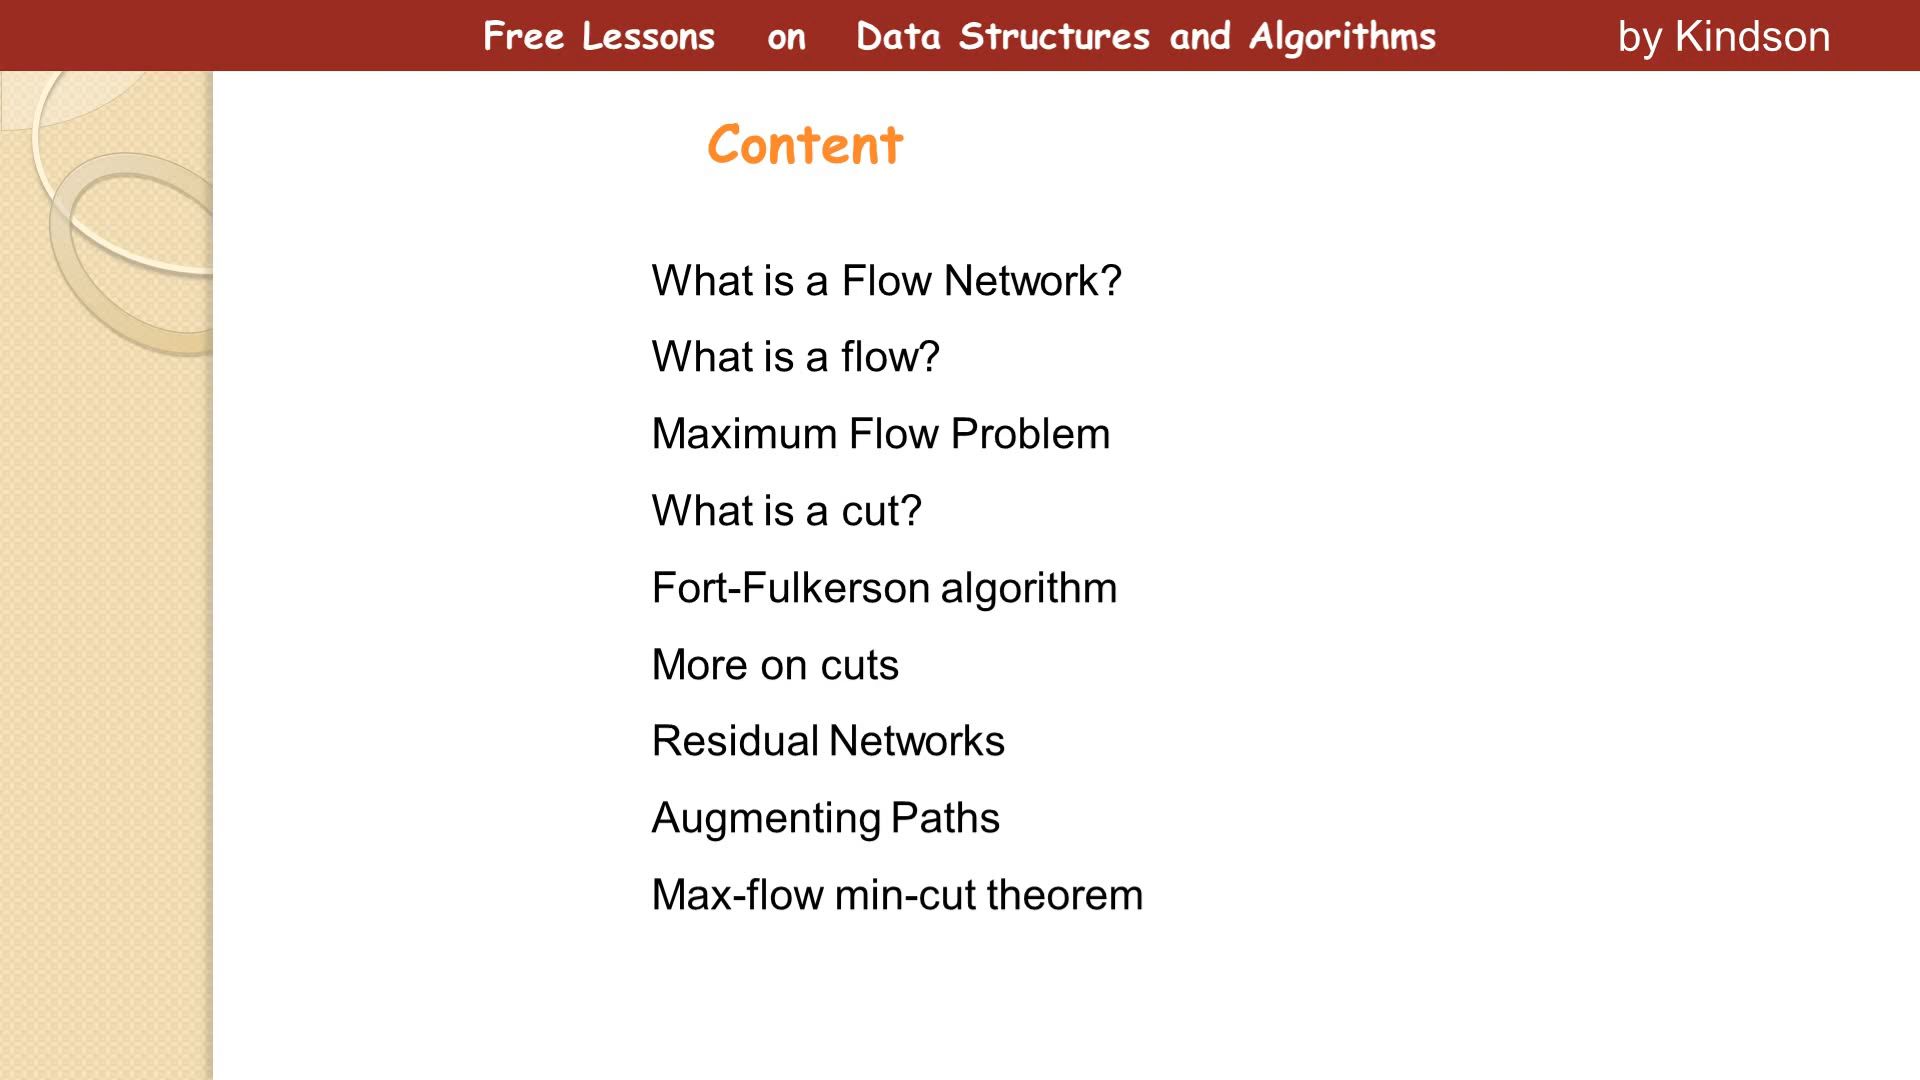 Free Lessons on Data Structures and Algorithms by Kindson
Content
What is a Flow Network?
What is a flow?
Maximum Flow Problem
What is a cut?
Fort-Fulkerson algorithm
More on cuts
Residual Networks
Augmenting Paths
Max-flow min-cut theorem